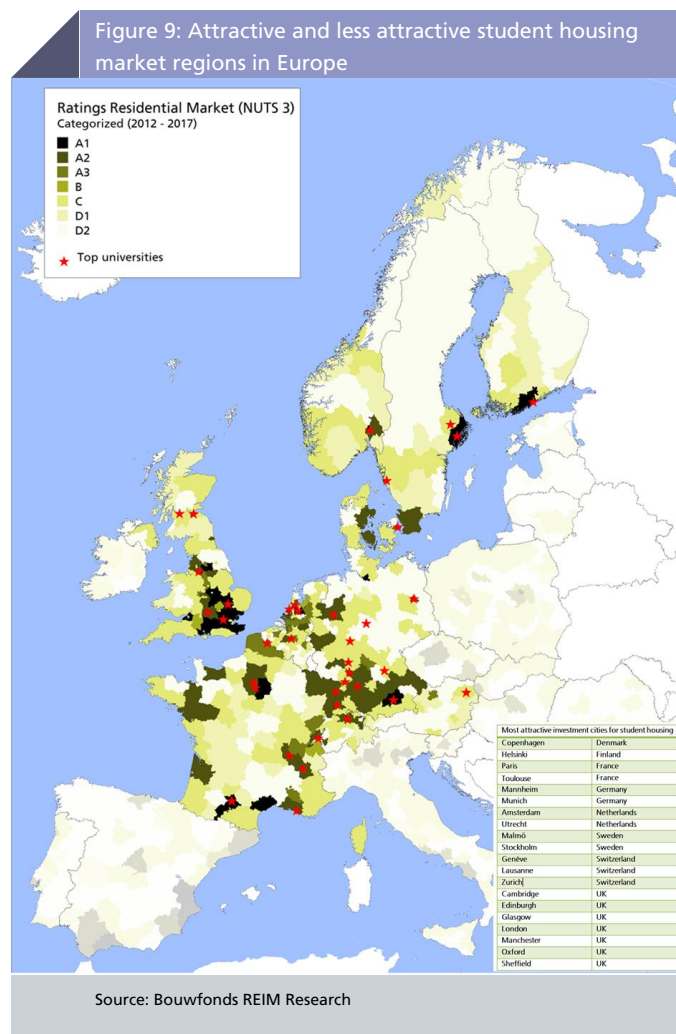 Figure 9: Attractive and less attractive student housing
market regions in Europe
Ratings Residential Market (NUTS 3)
Categorized (2012 - 2017)
A1
A2
A3
B
C
D1
D2
Top universities
Most attractive investment cities for student housing
Copenhagen Denmark
Helsinki Finland
Paris France
Toulouse France
Mannheim Germany
Munich Germany
Amsterdam Netherlands
Utrecht Netherlands
Malmö Sweden
Stockholm Sweden
Genève Switzerland
Lausanne Switzerland
Zurich Switzerland
Cambridge UK
Edinburgh UK
Glasgow UK
London UK
Manchester UK
Oxford UK
Sheffield UK
Source: Bouwfonds REIM Research